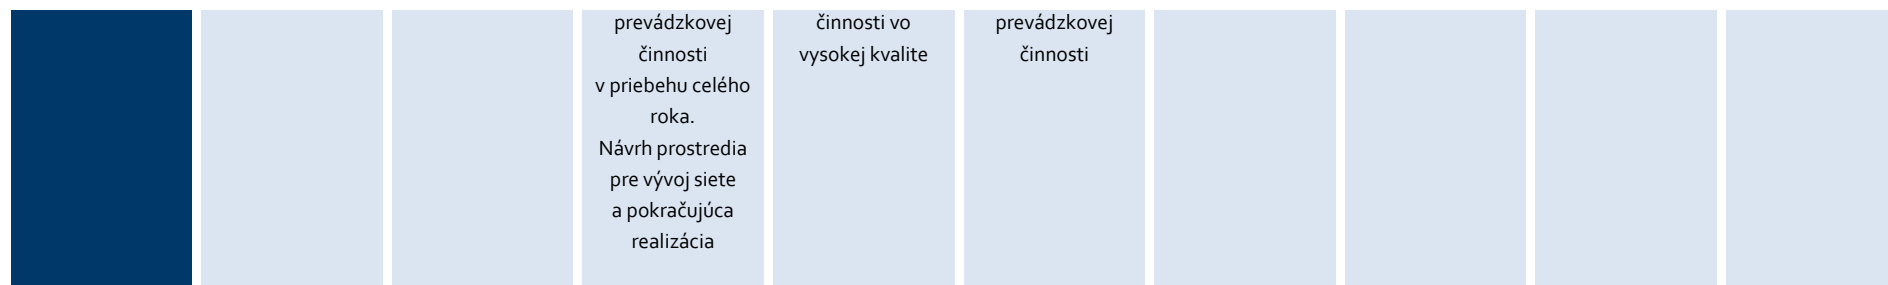 prevádzkovej
činnosti
v priebehu celého
roka.
Návrh prostredia
pre vývoj siete
a pokračujúca
realizácia
činnosti vo
vysokej kvalite
prevádzkovej
činnosti